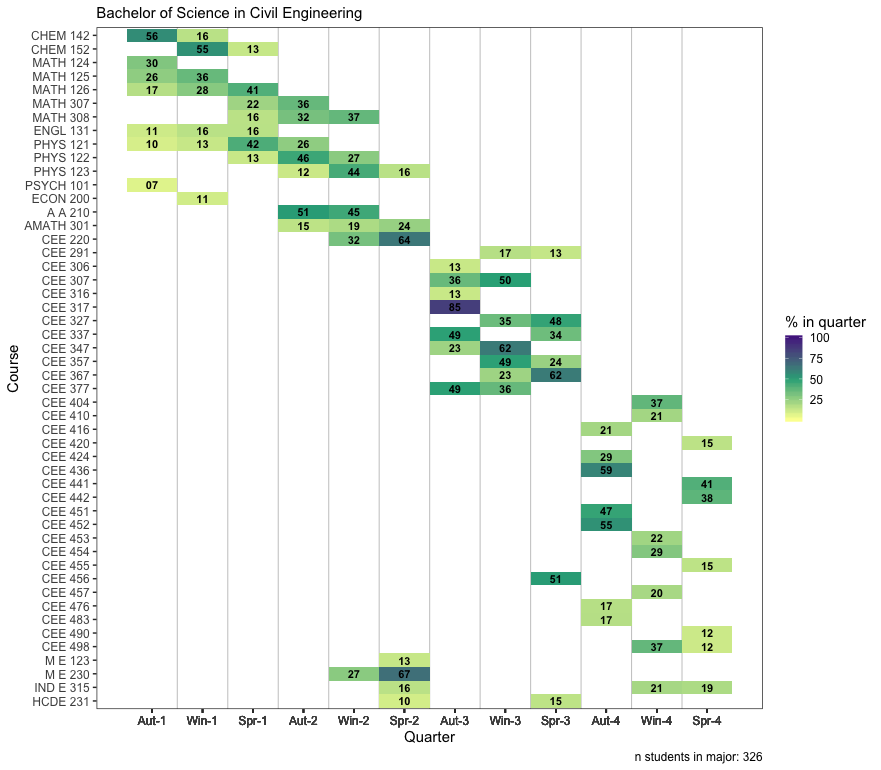 Bachelor of Science in Civil Engineering
CHEM 142 56 16
CHEM 152 55 13
MATH 124 30
MATH 125 26 36
MATH 126 17 28 41
MATH 307 22 36
MATH 308 16 32 37
ENGL 131 11 16 16
PHYS 121 10 13 42 26
PHYS 122 13 46 27
PHYS 123 12 44 16
PSYCH 101 07
ECON 200 11
A A 210 51 45
AMATH 301 15 19 24
CEE 220 32 64
CEE 291 17 13
CEE 306 13
CEE 307 36 50
CEE 316 13
CEE 317 85
CEE 327 35 48
CEE 337 49 34
CEE 347 23 62
CEE 357 49 24
CEE 367 23 62
CEE 377 49 36
CEE 404 37
CEE 410 21
CEE 416 21
CEE 420 15
CEE 424 29
CEE 436 59
CEE 441 41
CEE 442 38
CEE 451 47
CEE 452 55
CEE 453 22
CEE 454 29
CEE 455 15
CEE 456 51
CEE 457 20
CEE 476 17
CEE 483 17
CEE 490 12
CEE 498 37 12
M E 123 13
M E 230 27 67
IND E 315 16 21 19
HCDE 231 10 15
Aut-1 Win-1 Spr-1 Aut-2 Win-2 Spr-2 Aut-3 Win-3 Spr-3 Aut-4 Win-4 Spr-4
Quarter
Course
% in quarter
100
75
50
25
n students in major: 326